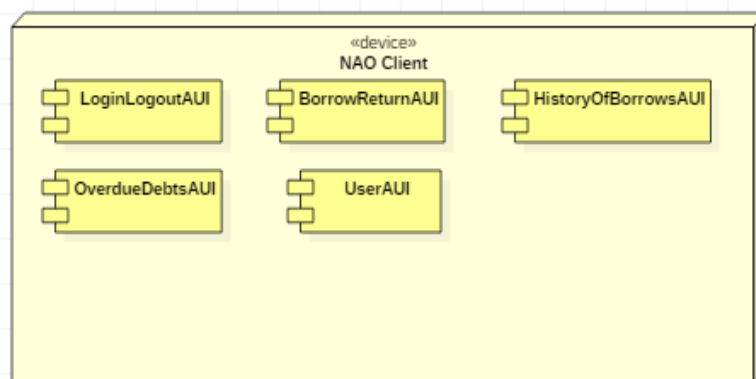 «device»
NAO Client
LoginLogoutAUI
BorrowReturnAUI
HistoryOfBorrowsAUI
OverdueDebtsAUI
UserAUI